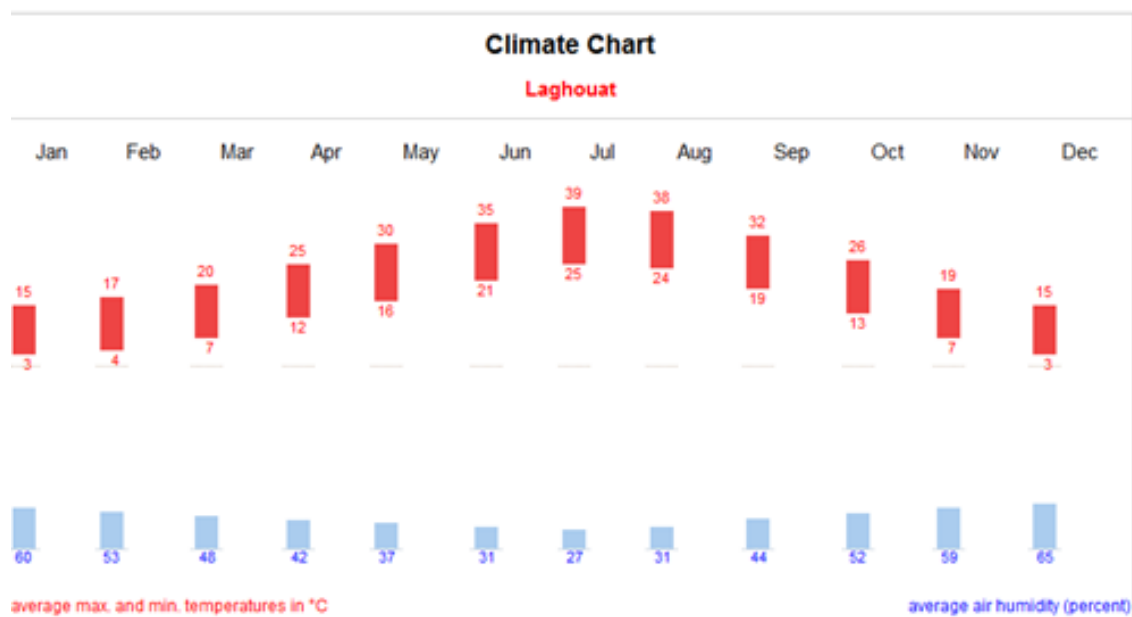 Climate Chart
Laghouat
Jan Feb Mar Apr May Jun Jul Aug Sep Oct Nov Dec
15 17 20 25 30 35 39 38 32 26 19 15
3 4 7 12 16 21 25 24 19 13 7 3
60 53 48 42 37 31 27 31 44 52 59 65
average max. and min. temperatures in °C average air humidity (percent)